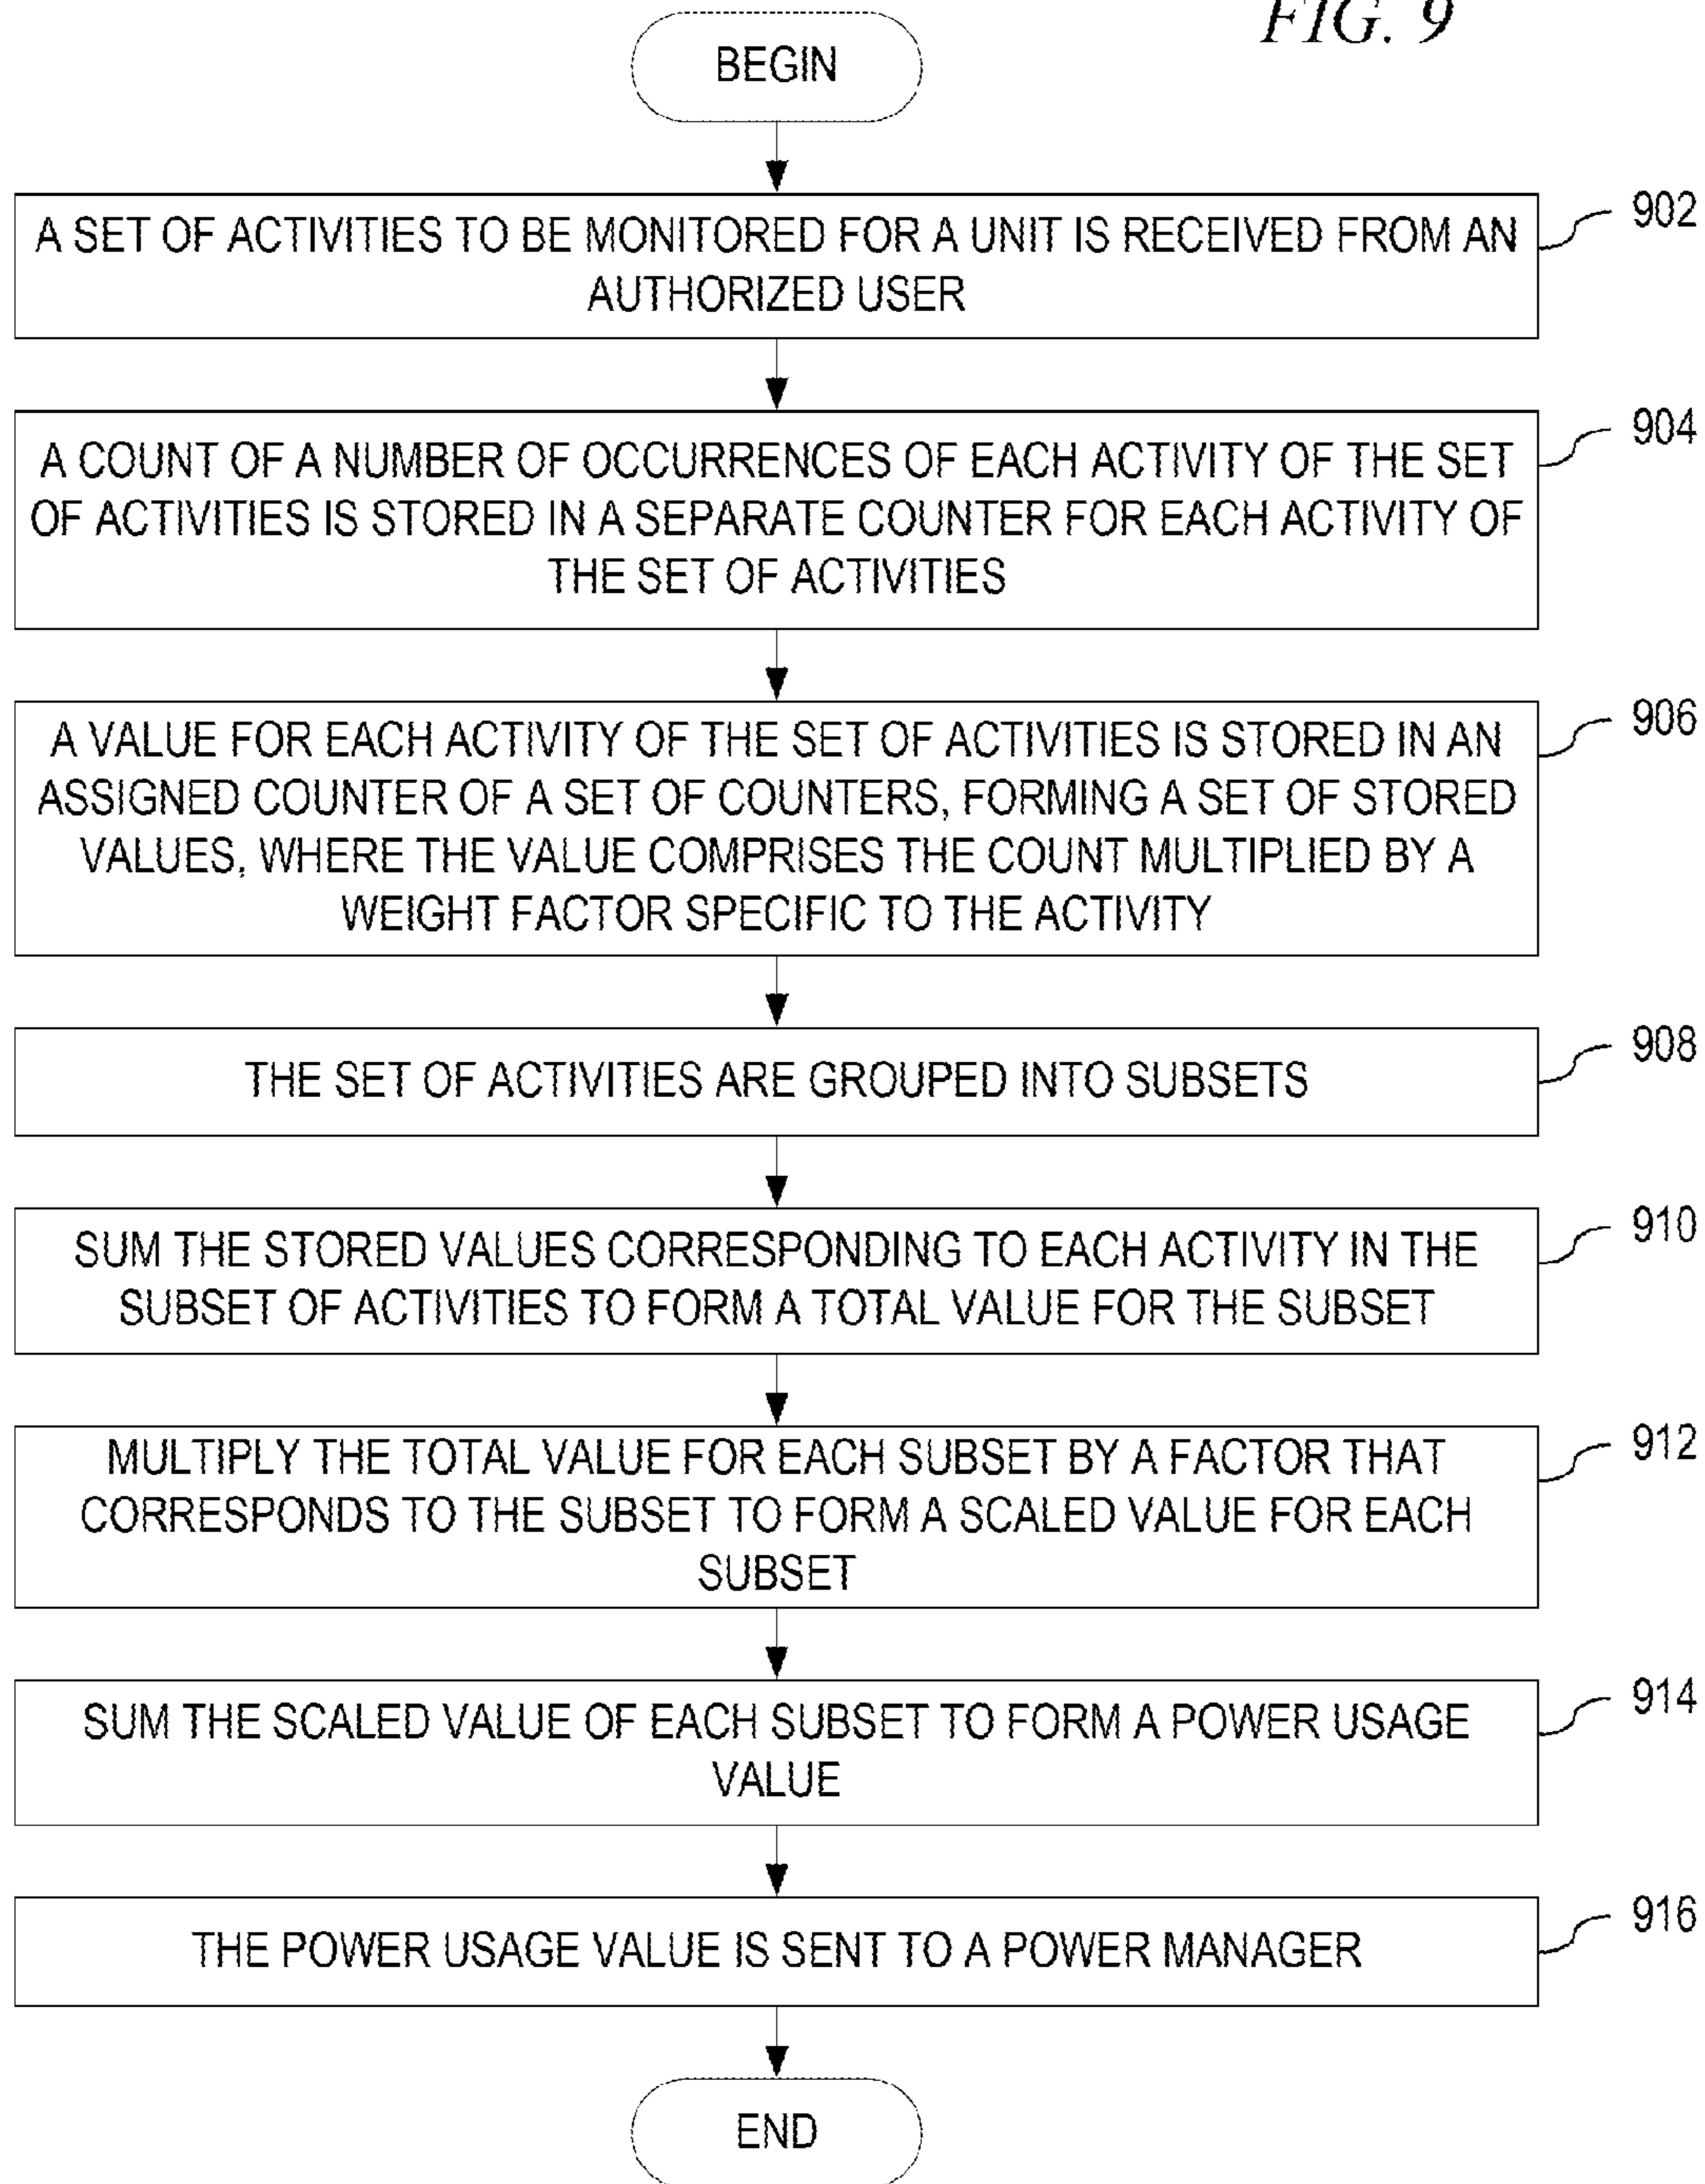 FIG. 9
BEGIN
A SET OF ACTIVITIES TO BE MONITORED FOR A UNIT IS RECEIVED FROM AN
AUTHORIZED USER
902
A COUNT OF A NUMBER OF OCCURRENCES OF EACH ACTIVITY OF THE SET
OF ACTIVITIES IS STORED IN A SEPARATE COUNTER FOR EACH ACTIVITY OF
THE SET OF ACTIVITIES
904
A VALUE FOR EACH ACTIVITY OF THE SET OF ACTIVITIES IS STORED IN AN
ASSIGNED COUNTER OF A SET OF COUNTERS, FORMING A SET OF STORED
VALUES, WHERE THE VALUE COMPRISES THE COUNT MULTIPLIED BY A
WEIGHT FACTOR SPECIFIC TO THE ACTIVITY
906
THE SET OF ACTIVITIES ARE GROUPED INTO SUBSETS
908
SUM THE STORED VALUES CORRESPONDING TO EACH ACTIVITY IN THE
SUBSET OF ACTIVITIES TO FORM A TOTAL VALUE FOR THE SUBSET
910
MULTIPLY THE TOTAL VALUE FOR EACH SUBSET BY A FACTOR THAT
CORRESPONDS TO THE SUBSET TO FORM A SCALED VALUE FOR EACH
SUBSET
912
SUM THE SCALED VALUE OF EACH SUBSET TO FORM A POWER USAGE
VALUE
914
THE POWER USAGE VALUE IS SENT TO A POWER MANAGER
916
END